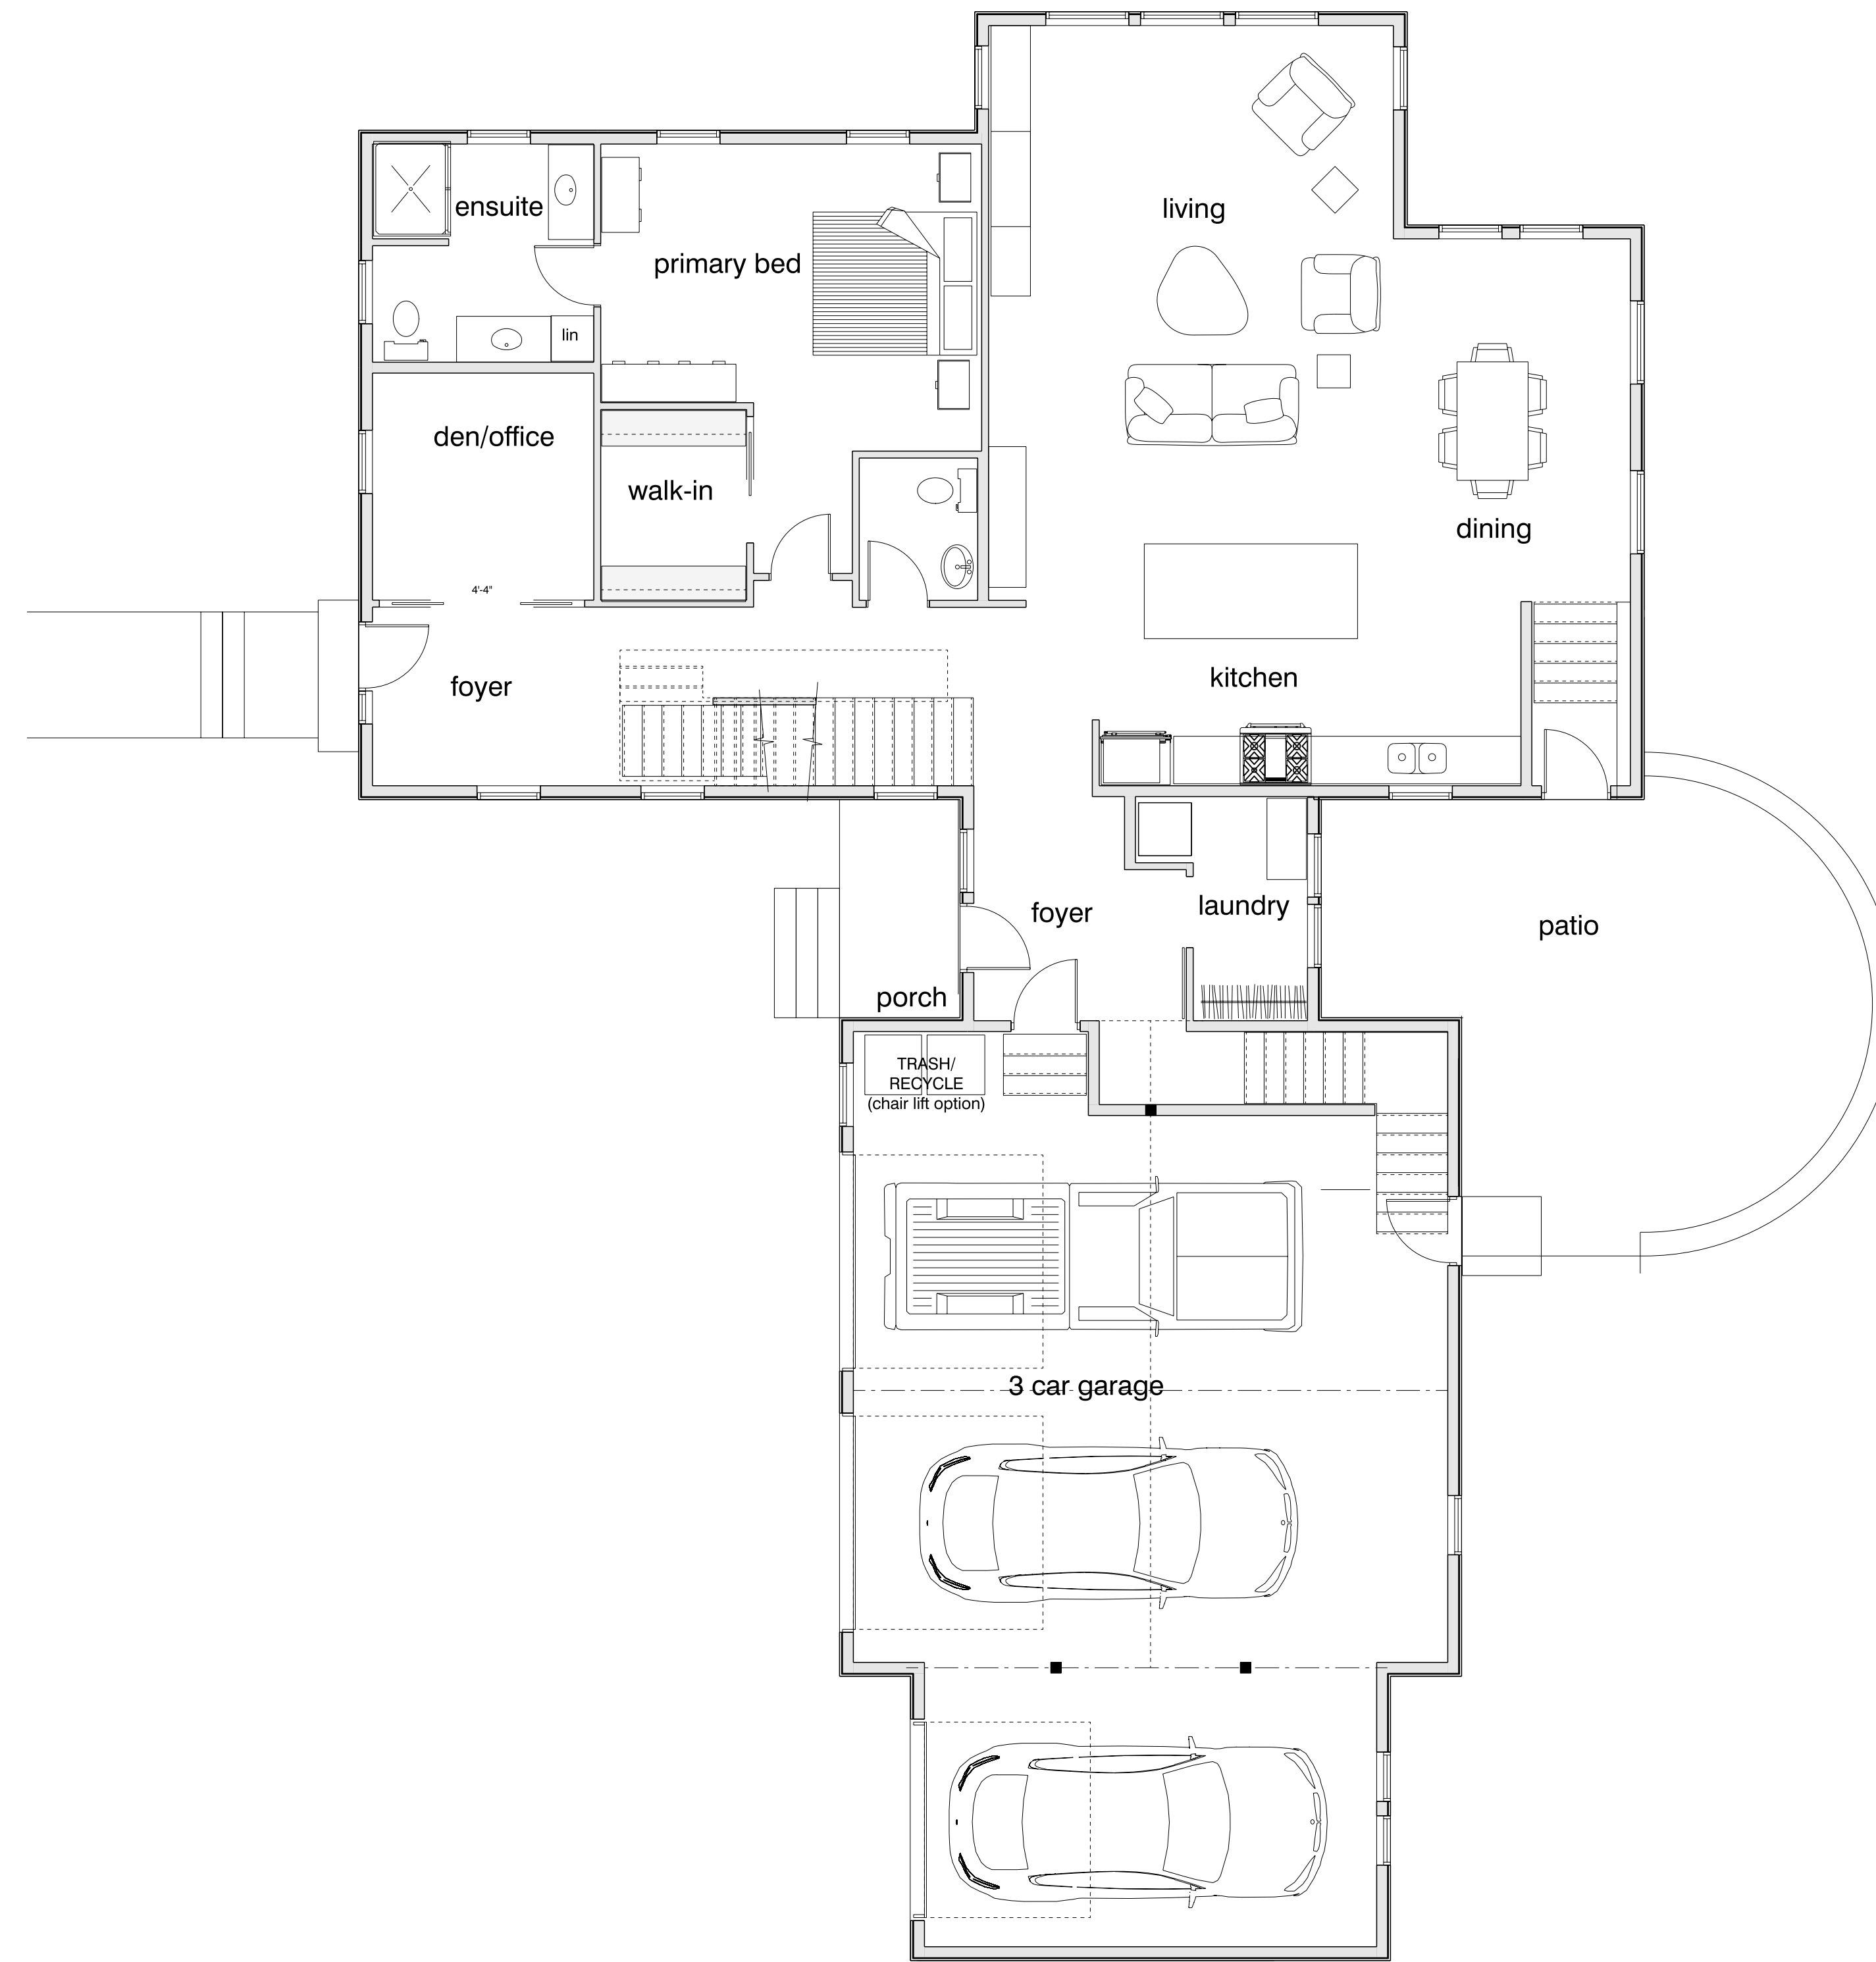 living
ensuite
primary bed
lin
den/office
walk-in
dining
4'-4"
kitchen
foyer
foyer
laundry
patio
porch
TRASH/
RECYCLE
(chair lift option)
3 car garage